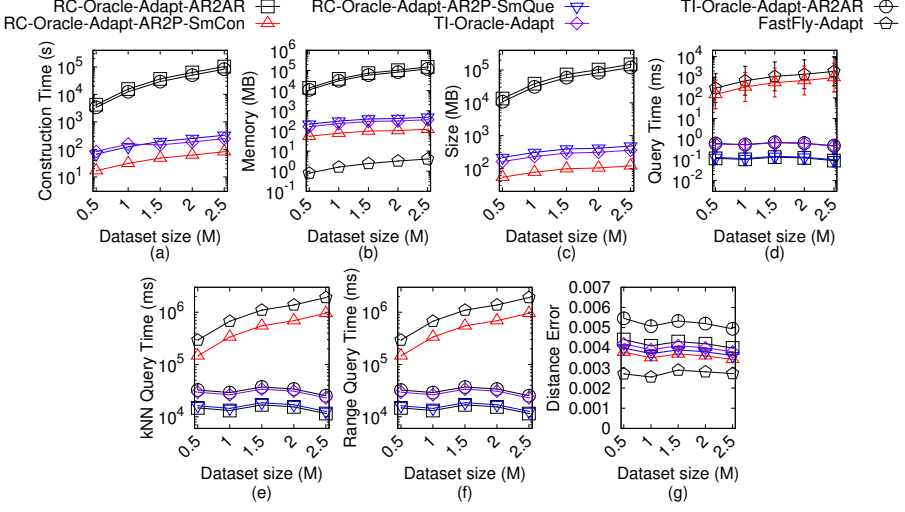 RC-Oracle-Adapt-AR2AR RC-Oracle-Adapt-AR2P-SmQue TI-Oracle-Adapt-AR2AR
RC-Oracle-Adapt-AR2P-SmCon TI-Oracle-Adapt FastFly-Adapt
Construction Time (s)
10^5
10^4
10^3
10^2
10^1
0.5 1 1.5 2 2.5
Dataset size (M)
(a)
Memory (MB)
10^6
10^5
10^4
10^3
10^2
10^1
10^0
10^-1
0.5 1 1.5 2 2.5
Dataset size (M)
(b)
Size (MB)
10^5
10^4
10^3
10^2
0.5 1 1.5 2 2.5
Dataset size (M)
(c)
Query Time (ms)
10^4
10^3
10^2
10^1
10^0
10^-1
10^-2
0.5 1 1.5 2 2.5
Dataset size (M)
(d)
kNN Query Time (ms)
10^6
10^5
10^4
0.5 1 1.5 2 2.5
Dataset size (M)
(e)
Range Query Time (ms)
10^6
10^5
10^4
0.5 1 1.5 2 2.5
Dataset size (M)
(f)
Distance Error
0.007
0.006
0.005
0.004
0.003
0.002
0.001
0
0.5 1 1.5 2 2.5
Dataset size (M)
(g)